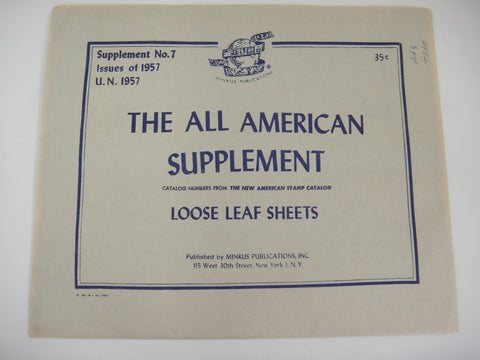 Supplement No.7
Issues of 1957
U.N. 1957
MINKUS PUBLICATIONS
35c
THE ALL AMERICAN
SUPPLEMENT
CATALOG NUMBERS FROM THE NEW AMERICAN STAMP CATALOG
LOOSE LEAF SHEETS
Published by MINKUS PUBLICATIONS, INC.
115 West 30th Street, New York 1, N.Y.